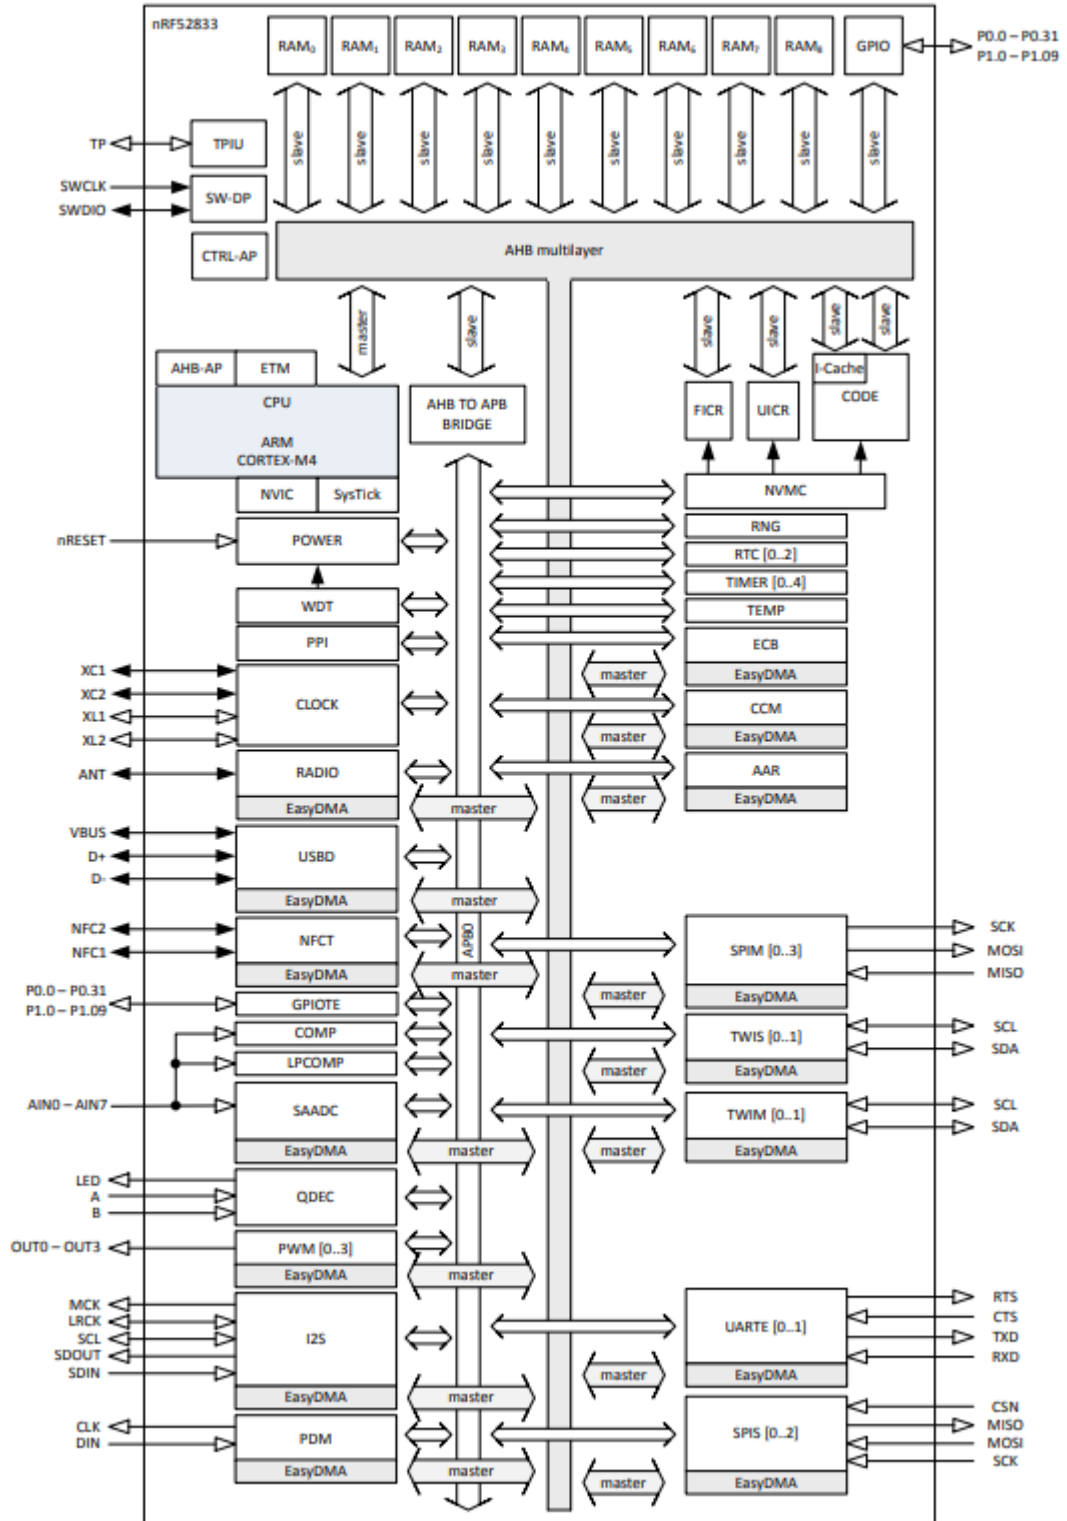 nRF52833
RAM0 RAM1 RAM2 RAM3 RAM4 RAM5 RAM6 RAM7 RAM8 GPIO
P0.0 – P0.31
P1.0 – P1.09
slave slave slave slave slave slave slave slave slave slave
TP TPIU
SWCLK
SW-DP
SWDIO
CTRL-AP
AHB multilayer
master slave slave slave slave slave
AHB-AP ETM
I-Cache
CODE
CPU
ARM
CORTEX-M4
AHB TO APB
BRIDGE
FICR UICR
NVIC SysTick
NVMC
nRESET POWER
RNG
RTC [0..2]
TIMER [0..4]
WDT
TEMP
PPI
ECB
master EasyDMA
XC1
XC2
XL1
XL2
CLOCK
CCM
master EasyDMA
ANT RADIO
AAR
EasyDMA master
master EasyDMA
VBUS
D+
D-
USBD
EasyDMA master
NFC2
NFC1
NFCT
EasyDMA master
APB0
SPIM [0..3]
SCK
MOSI
MISO
master EasyDMA
P0.0 – P0.31
P1.0 – P1.09
GPIOTE
COMP
LPCOMP
TWIS [0..1]
SCL
SDA
master EasyDMA
AIN0 – AIN7 SAADC
EasyDMA master
TWIM [0..1]
SCL
SDA
master EasyDMA
LED
A
B
QDEC
OUT0 – OUT3 PWM [0..3]
EasyDMA master
MCK
LRCK
SCL
SDOUT
SDIN
I2S
EasyDMA master
UARTE [0..1]
RTS
CTS
TXD
RXD
master EasyDMA
CLK
DIN
PDM
EasyDMA master
SPIS [0..2]
CSN
MISO
MOSI
SCK
master EasyDMA